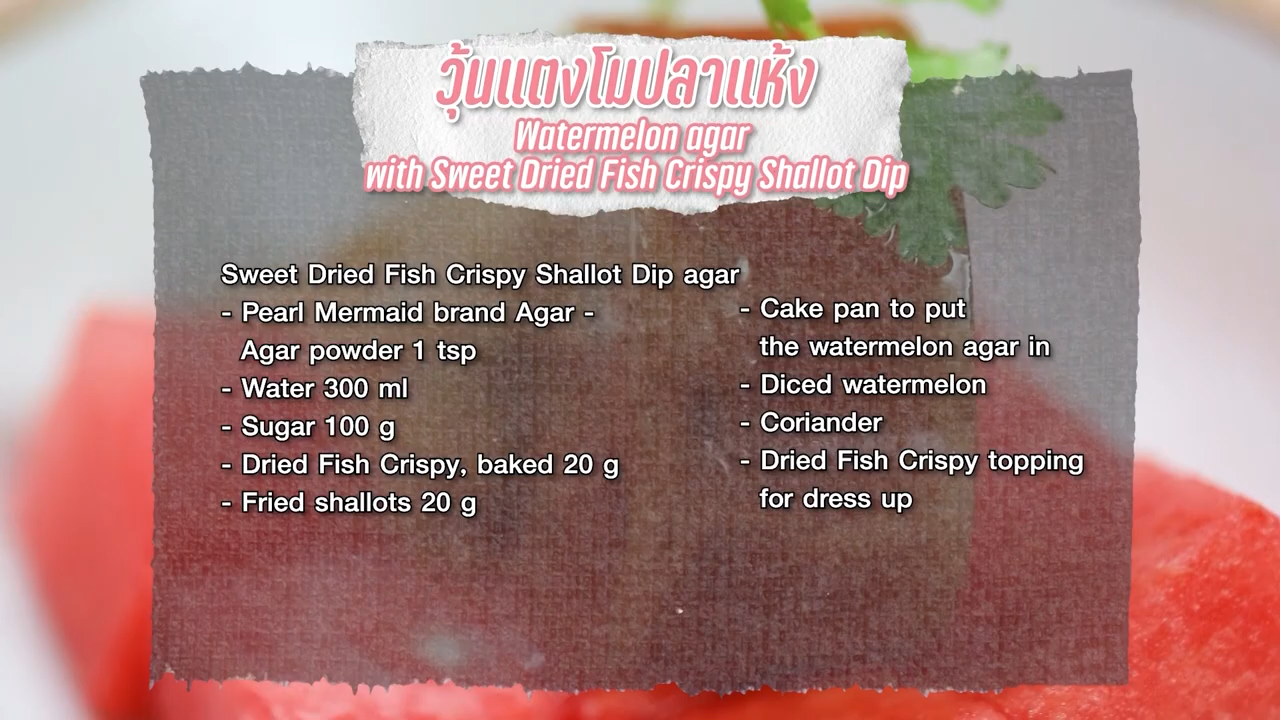 วุ้นแตงโมปลาแห้ง
Watermelon agar
with Sweet Dried Fish Crispy Shallot Dip
Sweet Dried Fish Crispy Shallot Dip agar
- Pearl Mermaid brand Agar -
Agar powder 1 tsp
- Water 300 ml
- Sugar 100 g
- Dried Fish Crispy, baked 20 g
- Fried shallots 20 g
- Cake pan to put
the watermelon agar in
- Diced watermelon
- Coriander
- Dried Fish Crispy topping
for dress up